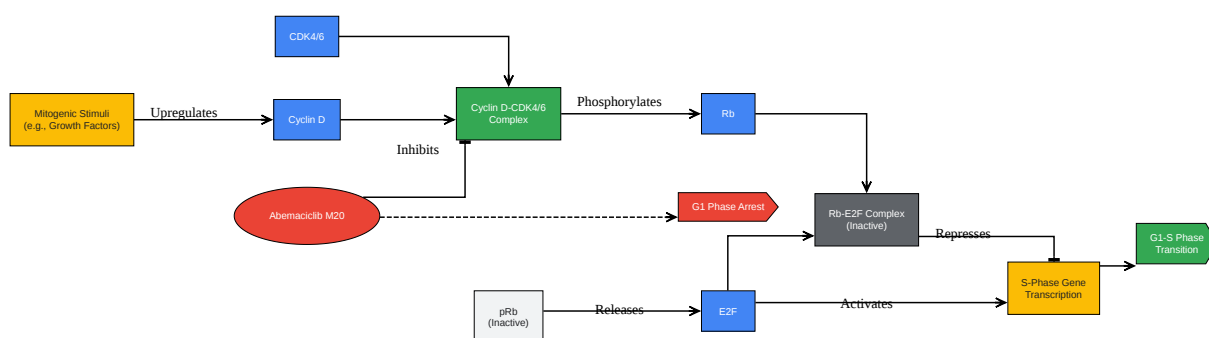 CDK4/6
Mitogenic Stimuli
(e.g., Growth Factors)
Upregulates
Cyclin D
Cyclin D-CDK4/6
Complex
Phosphorylates
Rb
Inhibits
Abemaciclib M20
G1 Phase Arrest
Rb-E2F Complex
(Inactive)
Represses
G1-S Phase
Transition
S-Phase Gene
Transcription
pRb
(Inactive)
Releases
E2F
Activates